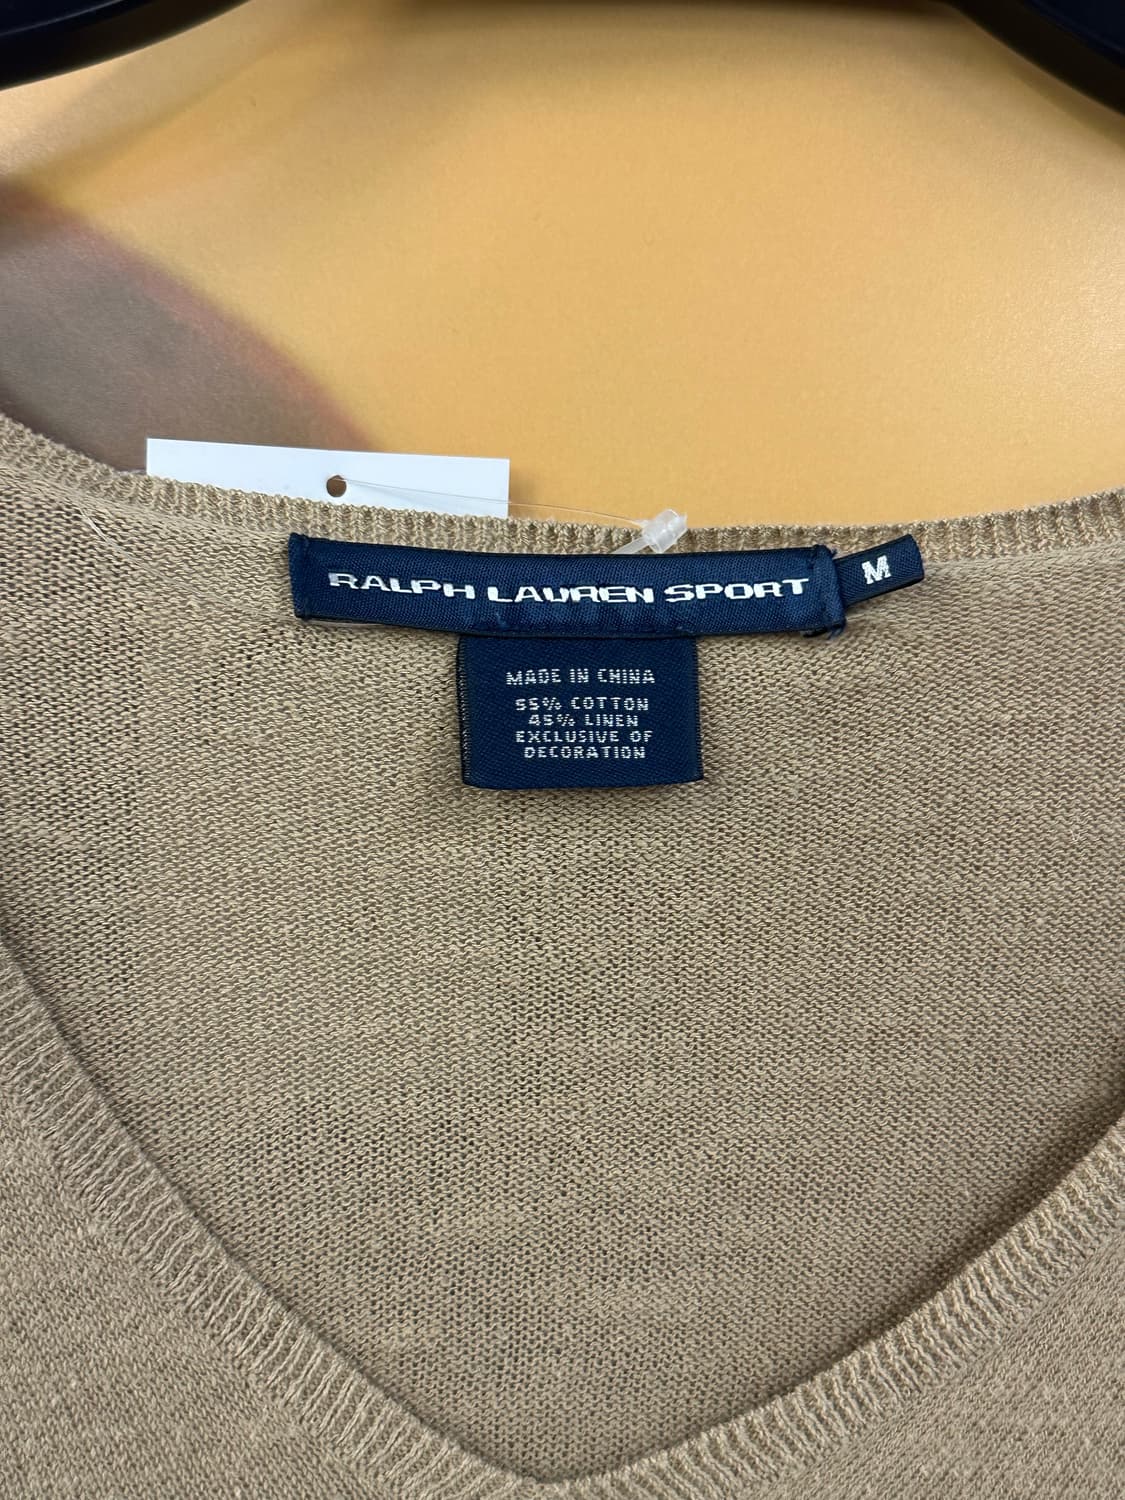 RALPH LAUREN SPORT M
MADE IN CHINA
55% COTTON
45% LINEN
EXCLUSIVE OF
DECORATION